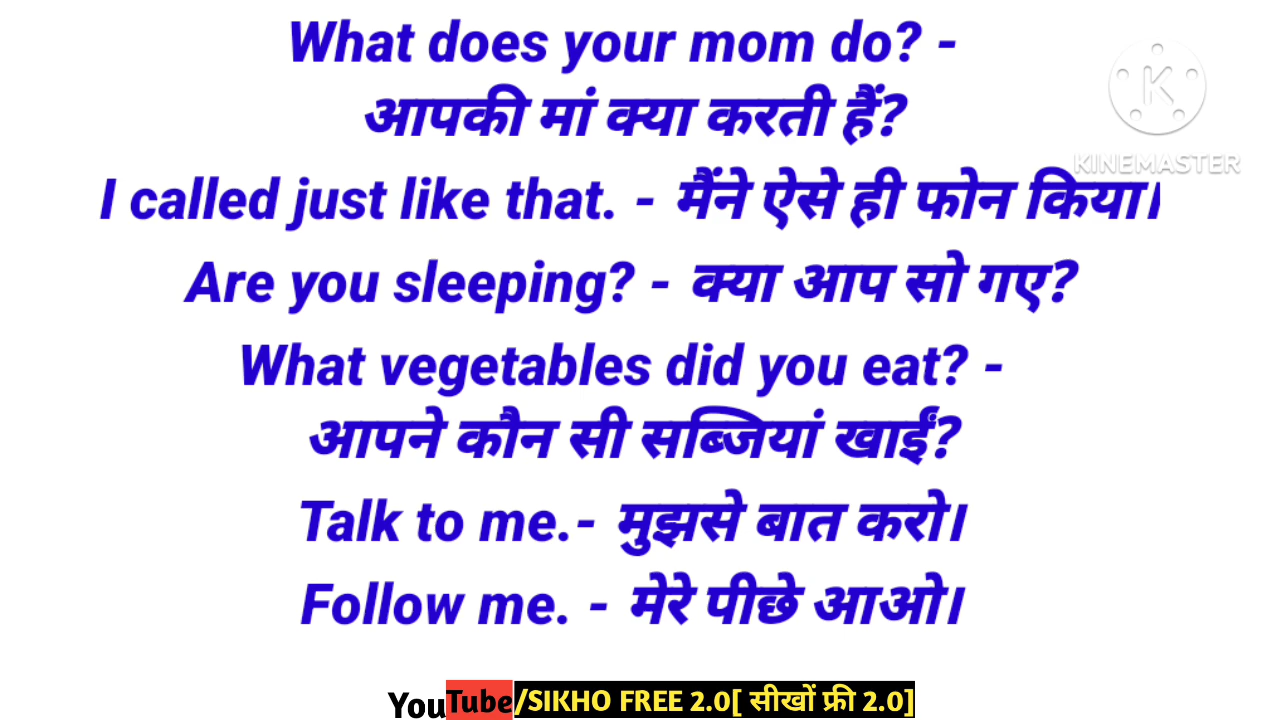 What does your mom do? -
आपकी मां क्या करती हैं?
I called just like that. - मैंने ऐसे ही फोन किया।
Are you sleeping? - क्या आप सो गए?
What vegetables did you eat? -
आपने कौन सी सब्जियां खाईं?
Talk to me.- मुझसे बात करो।
Follow me. - मेरे पीछे आओ।
YouTube/SIKHO FREE 2.0[ सीखों फ्री 2.0]
K
KINEMASTER